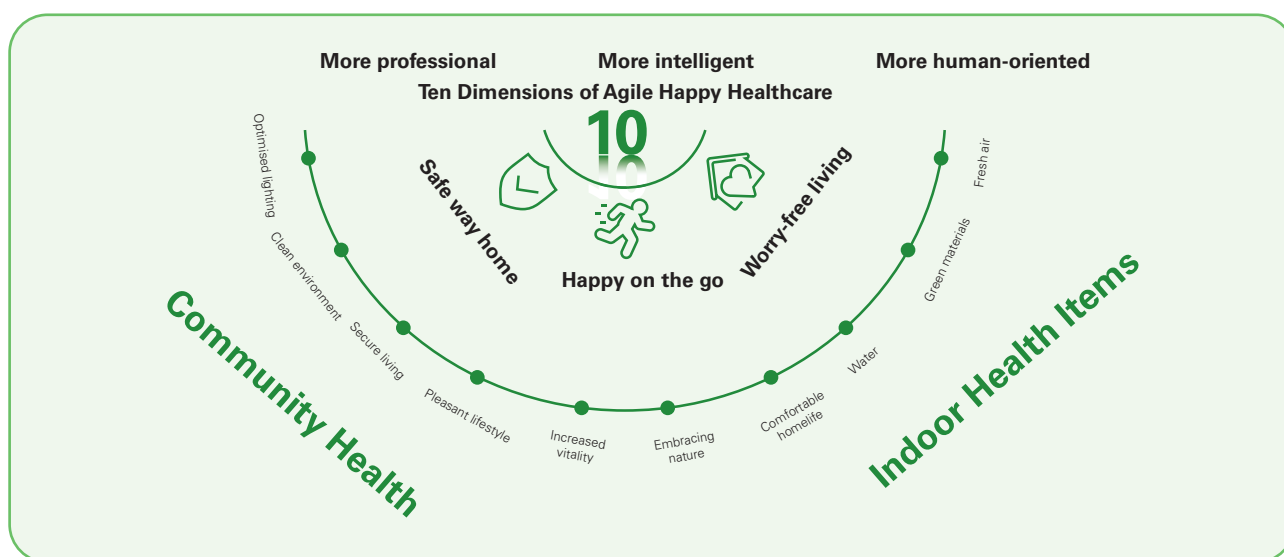 More professional
More intelligent
More human-oriented
Ten Dimensions of Agile Happy Healthcare
10
Safe way home
Happy on the go
Worry-free living
Optimised lighting
Clean environment
Secure living
Pleasant lifestyle
Increased
vitality
Embracing
nature
Comfortable
homelife
Water
Green materials
Fresh air
Community Health
Indoor Health Items